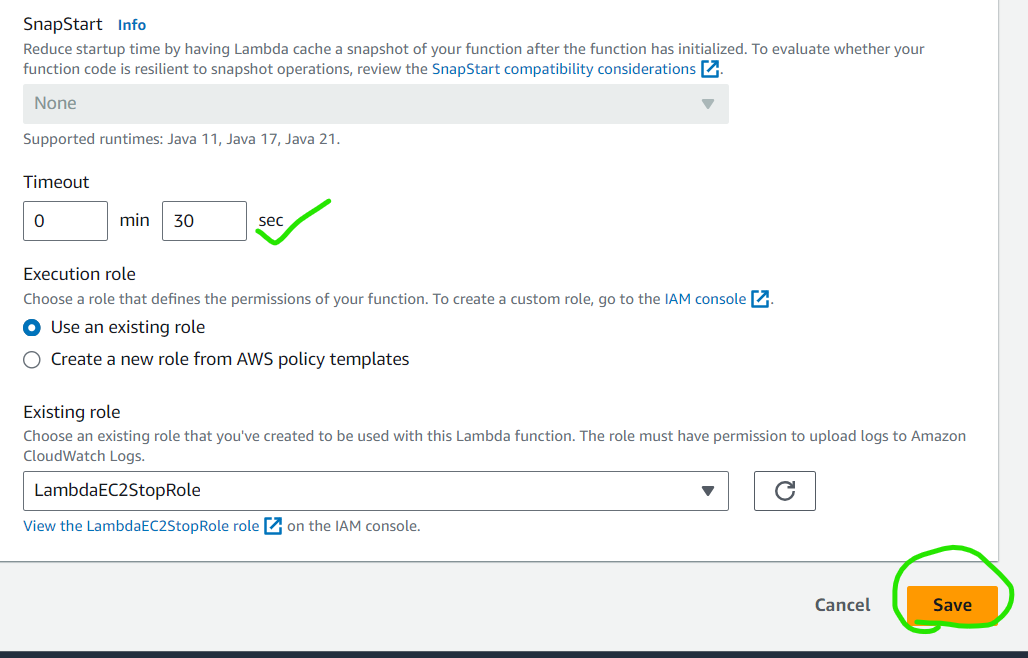 SnapStart Info
Reduce startup time by having Lambda cache a snapshot of your function after the function has initialized. To evaluate whether your
function code is resilient to snapshot operations, review the SnapStart compatibility considerations.
None
Supported runtimes: Java 11, Java 17, Java 21.
Timeout
0 min 30 sec
Execution role
Choose a role that defines the permissions of your function. To create a custom role, go to the IAM console.
Use an existing role
Create a new role from AWS policy templates
Existing role
Choose an existing role that you've created to be used with this Lambda function. The role must have permission to upload logs to Amazon
CloudWatch Logs.
LambdaEC2StopRole
View the LambdaEC2StopRole role on the IAM console.
Cancel Save